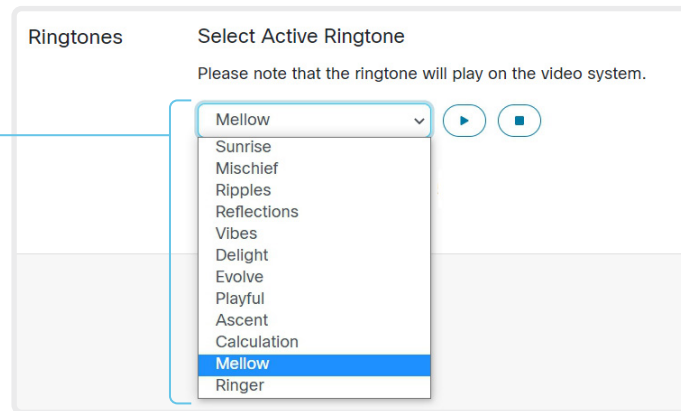 Ringtones
Select Active Ringtone
Please note that the ringtone will play on the video system.
Mellow
Sunrise
Mischief
Ripples
Reflections
Vibes
Delight
Evolve
Playful
Ascent
Calculation
Mellow
Ringer